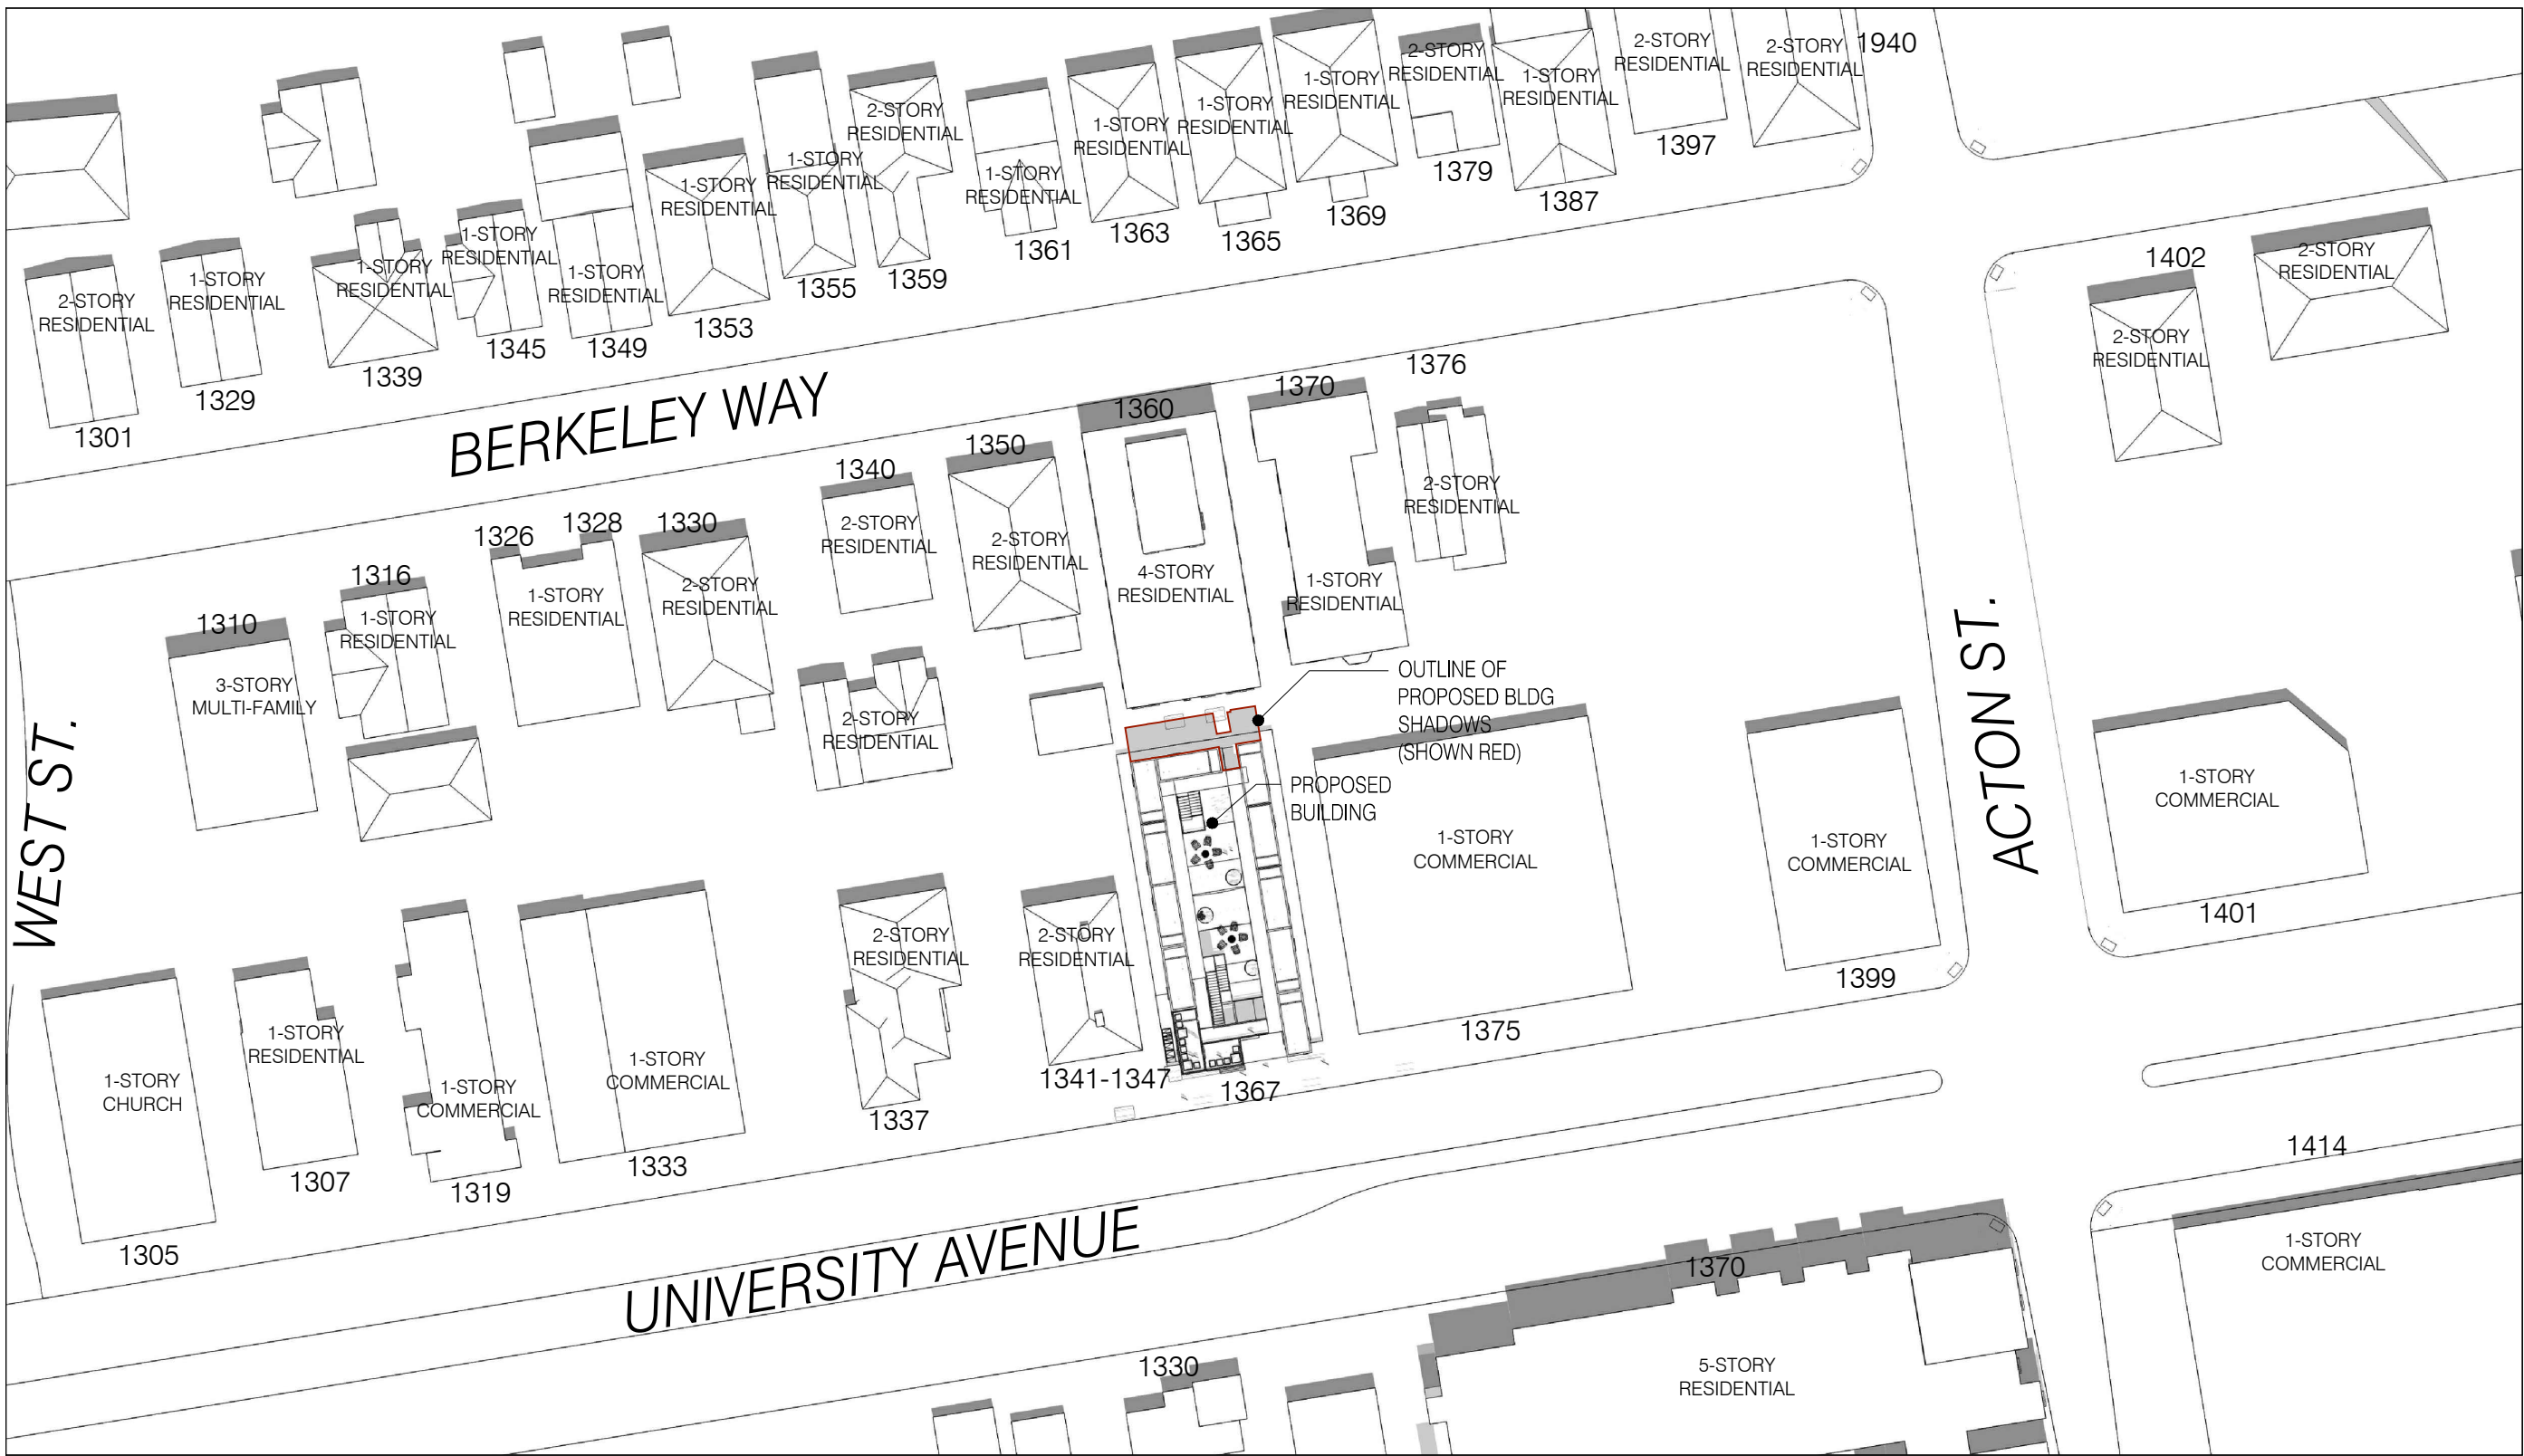 2-STORY
RESIDENTIAL
1301
1-STORY
RESIDENTIAL
1329
1-STORY
RESIDENTIAL
1339
1-STORY
RESIDENTIAL
1345
1-STORY
RESIDENTIAL
1349
1-STORY
RESIDENTIAL
1353
1-STORY
RESIDENTIAL
1355
2-STORY
RESIDENTIAL
1359
1-STORY
RESIDENTIAL
1361
1-STORY
RESIDENTIAL
1363
1-STORY
RESIDENTIAL
1365
1-STORY
RESIDENTIAL
1369
2-STORY
RESIDENTIAL
1379
1-STORY
RESIDENTIAL
1387
2-STORY
RESIDENTIAL
1397
2-STORY
RESIDENTIAL
1940
1402
2-STORY
RESIDENTIAL
2-STORY
RESIDENTIAL
BERKELEY WAY
1310
3-STORY
MULTI-FAMILY
1316
1-STORY
RESIDENTIAL
1326
1328
1-STORY
RESIDENTIAL
1330
2-STORY
RESIDENTIAL
1340
2-STORY
RESIDENTIAL
1350
2-STORY
RESIDENTIAL
1360
4-STORY
RESIDENTIAL
1370
1-STORY
RESIDENTIAL
1376
2-STORY
RESIDENTIAL
2-STORY
RESIDENTIAL
OUTLINE OF
PROPOSED BLDG
SHADOWS
(SHOWN RED)
PROPOSED
BUILDING
WEST ST.
ACTON ST.
1-STORY
CHURCH
1305
1-STORY
RESIDENTIAL
1307
1-STORY
COMMERCIAL
1319
1-STORY
COMMERCIAL
1333
2-STORY
RESIDENTIAL
1337
2-STORY
RESIDENTIAL
1341-1347
1367
1-STORY
COMMERCIAL
1375
1-STORY
COMMERCIAL
1399
1-STORY
COMMERCIAL
1401
UNIVERSITY AVENUE
1330
1370
5-STORY
RESIDENTIAL
1414
1-STORY
COMMERCIAL